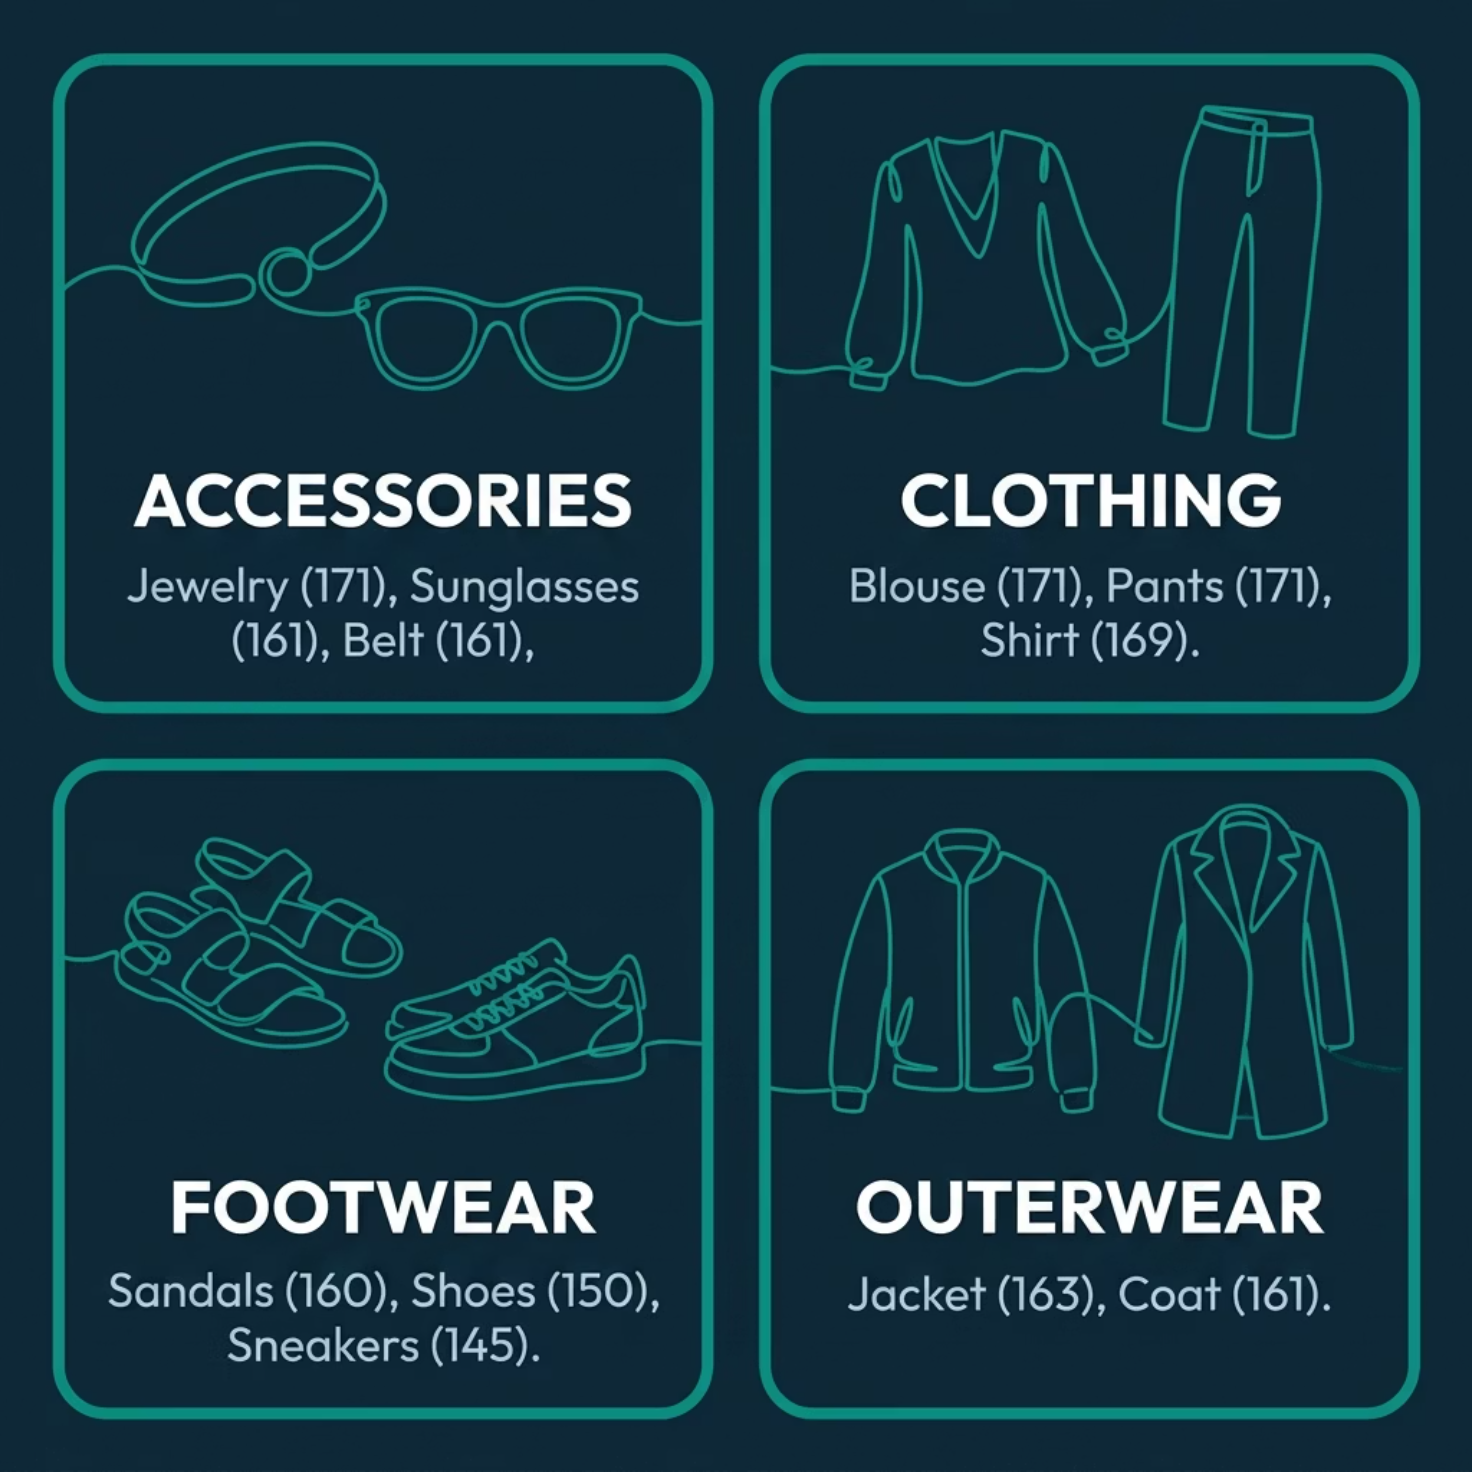 ACCESSORIES
Jewelry (171), Sunglasses
(161), Belt (161),
CLOTHING
Blouse (171), Pants (171),
Shirt (169).
FOOTWEAR
Sandals (160), Shoes (150),
Sneakers (145).
OUTERWEAR
Jacket (163), Coat (161).